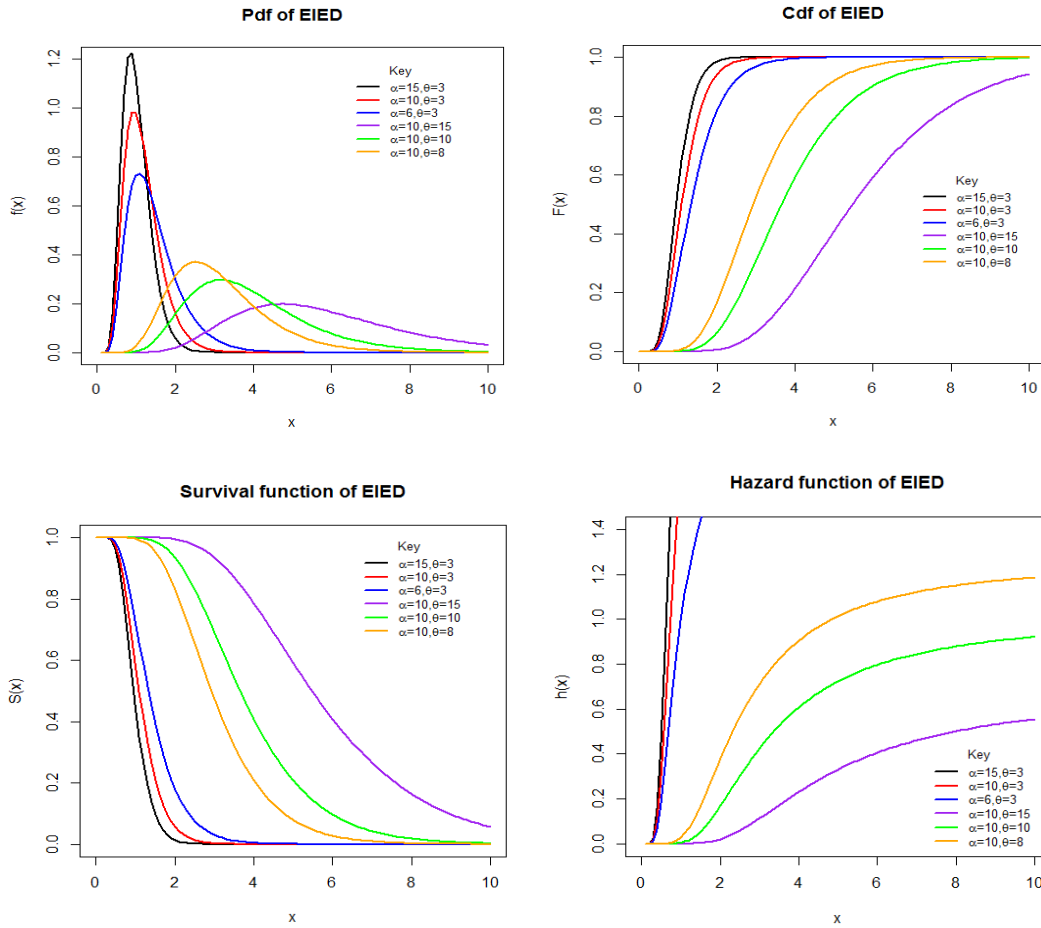 Pdf of EIED
f(x)
0.0 0.2 0.4 0.6 0.8 1.0 1.2
Key
α=15,θ=3
α=10,θ=3
α=6,θ=3
α=10,θ=15
α=10,θ=10
α=10,θ=8
0 2 4 6 8 10
x
Cdf of EIED
F(x)
0.0 0.2 0.4 0.6 0.8 1.0
Key
α=15,θ=3
α=10,θ=3
α=6,θ=3
α=10,θ=15
α=10,θ=10
α=10,θ=8
0 2 4 6 8 10
x
Survival function of EIED
S(x)
0.0 0.2 0.4 0.6 0.8 1.0
Key
α=15,θ=3
α=10,θ=3
α=6,θ=3
α=10,θ=15
α=10,θ=10
α=10,θ=8
0 2 4 6 8 10
x
Hazard function of EIED
h(x)
0.0 0.2 0.4 0.6 0.8 1.0 1.2 1.4
Key
α=15,θ=3
α=10,θ=3
α=6,θ=3
α=10,θ=15
α=10,θ=10
α=10,θ=8
0 2 4 6 8 10
x